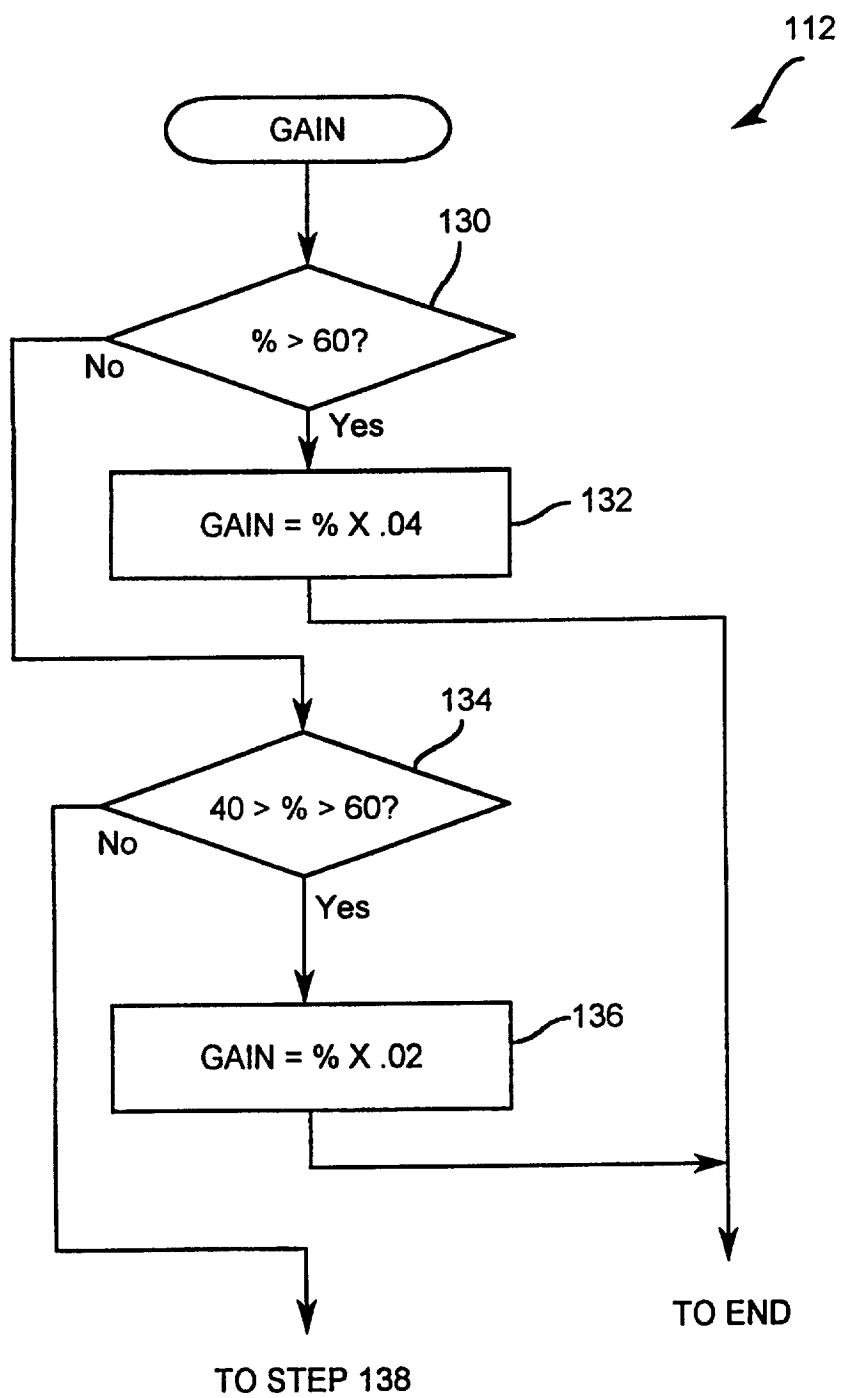 112
GAIN
130
% > 60?
No
Yes
GAIN = % X .04
132
134
40 > % > 60?
No
Yes
GAIN = % X .02
136
TO END
TO STEP 138